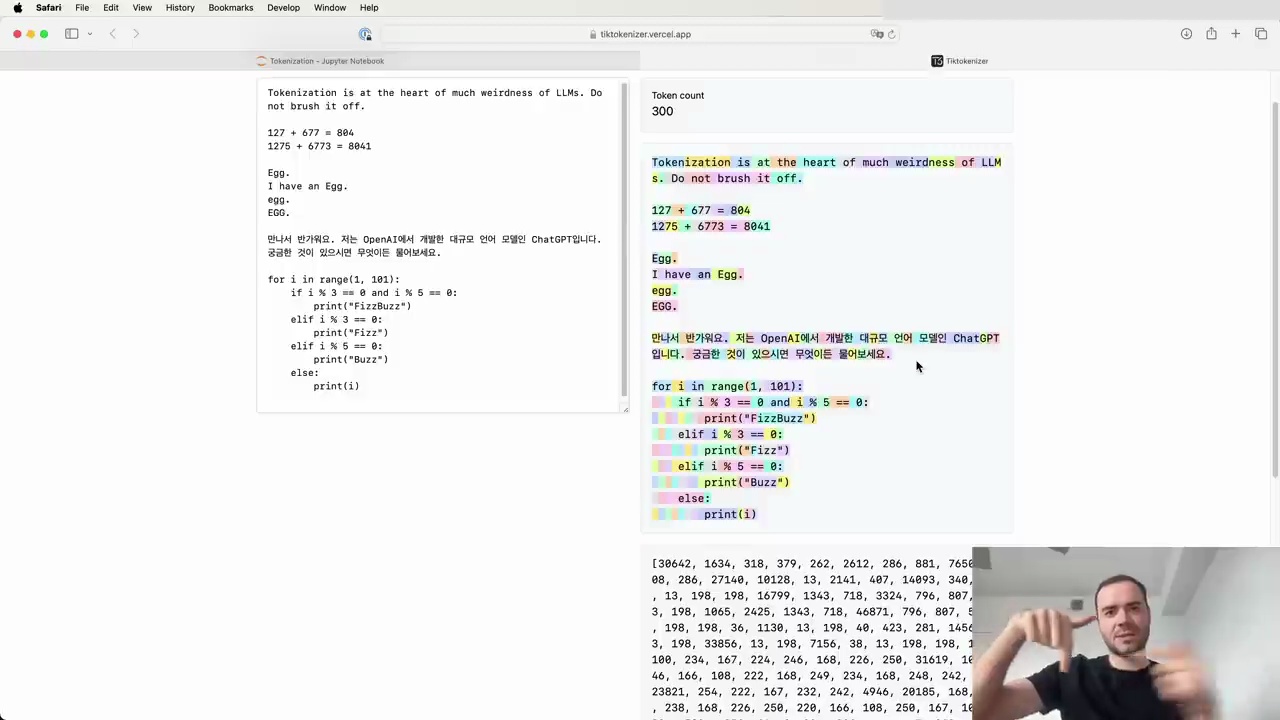 Safari File Edit View History Bookmarks Develop Window Help
tiktokenizer.vercel.app
Tokenization - Jupyter Notebook
Tiktokenizer
Tokenization is at the heart of much weirdness of LLMs. Do
not brush it off.
127 + 677 = 804
1275 + 6773 = 8041
Egg.
I have an Egg.
egg.
EGG.
만나서 반가워요. 저는 OpenAI에서 개발한 대규모 언어 모델인 ChatGPT입니다.
궁금한 것이 있으시면 무엇이든 물어보세요.
for i in range(1, 101):
    if i % 3 == 0 and i % 5 == 0:
        print("FizzBuzz")
    elif i % 3 == 0:
        print("Fizz")
    elif i % 5 == 0:
        print("Buzz")
    else:
        print(i)
Token count
300
Tokenization is at the heart of much weirdness of LLM
s. Do not brush it off.
127 + 677 = 804
1275 + 6773 = 8041
Egg.
I have an Egg.
egg.
EGG.
만나서 반가워요. 저는 OpenAI에서 개발한 대규모 언어 모델인 ChatGPT
입니다. 궁금한 것이 있으시면 무엇이든 물어보세요.
for i in range(1, 101):
    if i % 3 == 0 and i % 5 == 0:
        print("FizzBuzz")
    elif i % 3 == 0:
        print("Fizz")
    elif i % 5 == 0:
        print("Buzz")
    else:
        print(i)
[30642, 1634, 318, 379, 262, 2612, 286, 881, 7650
08, 286, 27140, 10128, 13, 2141, 407, 14093, 340,
, 13, 198, 198, 16799, 1343, 718, 3324, 796, 807,
3, 198, 1065, 2425, 1343, 718, 46871, 796, 807,
, 198, 198, 36, 1130, 13, 198, 40, 423, 281,
3, 198, 33856, 13, 198, 7156, 38, 13, 198, 198,
100, 234, 167, 224, 246, 168, 226, 250, 31619,
46, 166, 108, 222, 168, 249, 234, 168, 248, 242,
23821, 254, 222, 167, 232, 242, 4946, 20185, 168,
, 238, 168, 226, 250, 220, 166, 108, 250, 167,